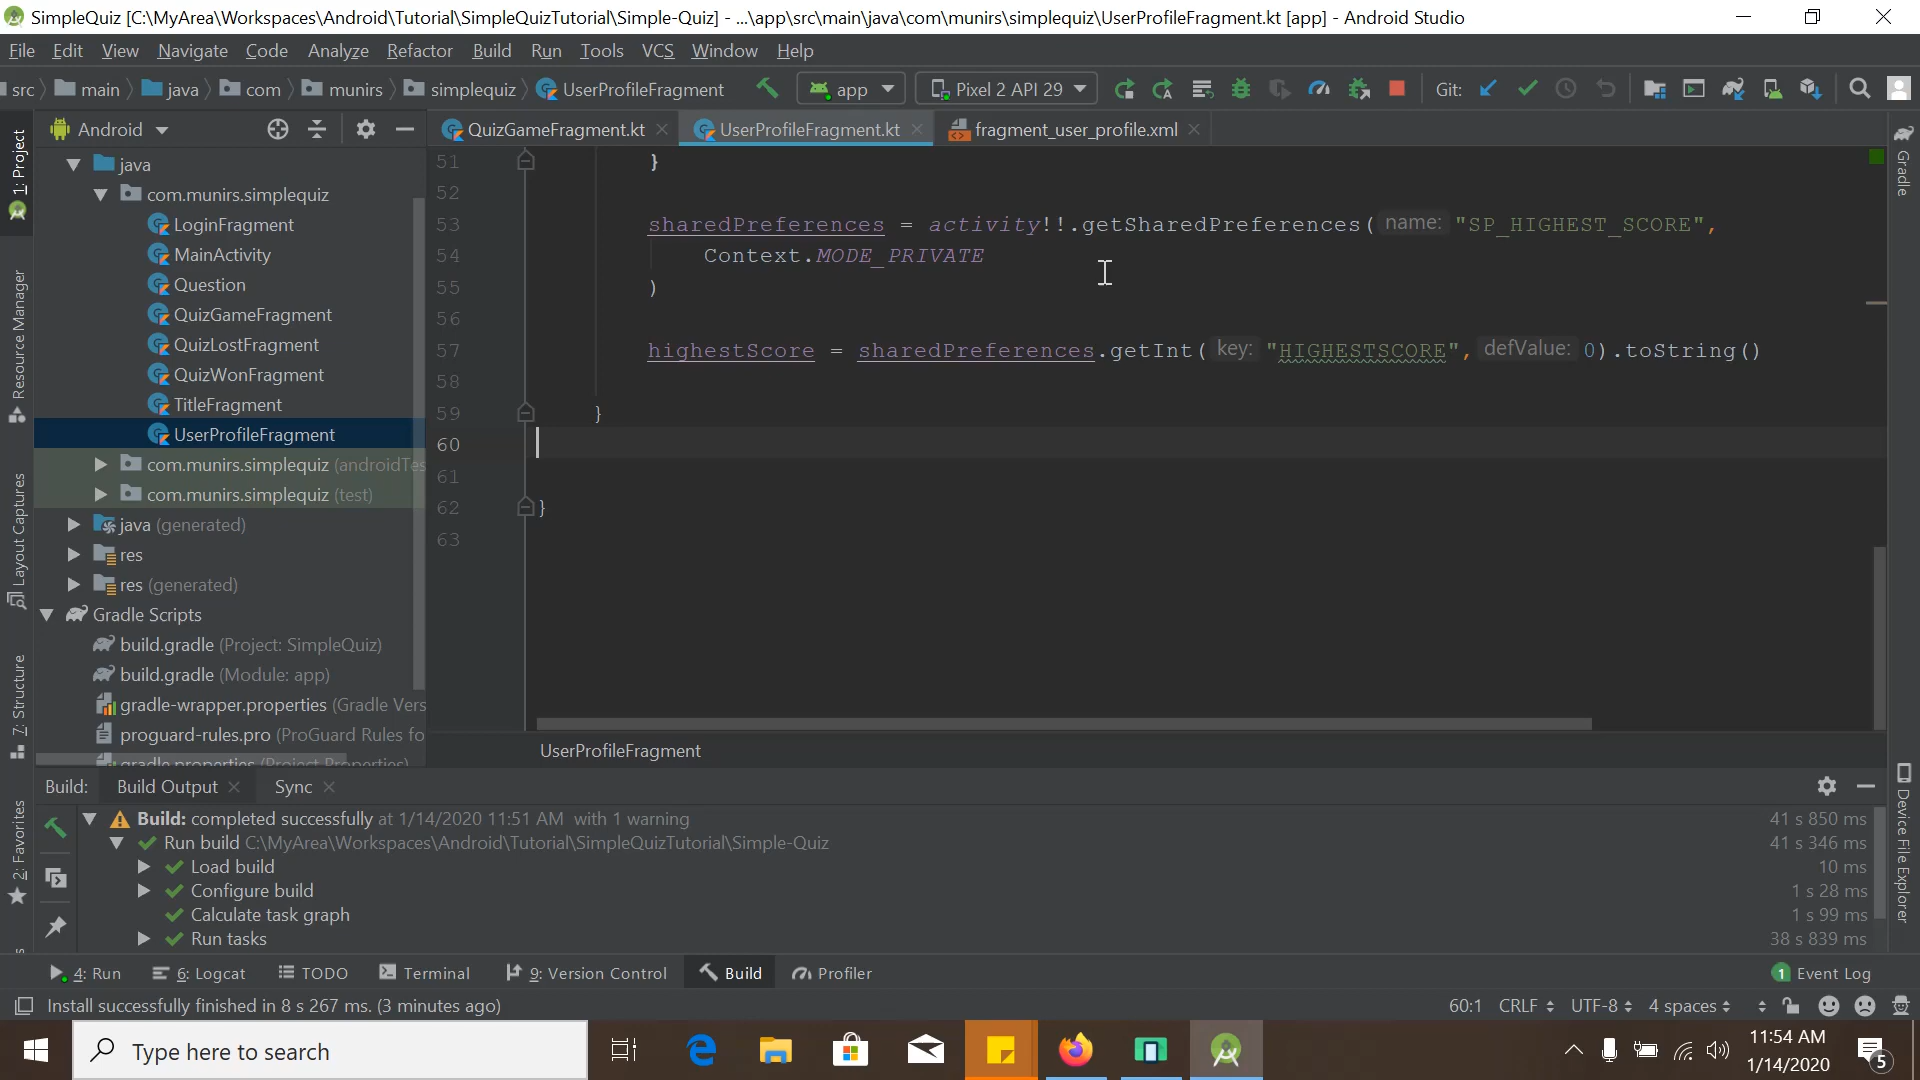 SimpleQuiz [C:\MyArea\Workspaces\Android\Tutorial\SimpleQuizTutorial\Simple-Quiz] - ...\app\src\main\java\com\munirs\simplequiz\UserProfileFragment.kt [app] - Android Studio
File Edit View Navigate Code Analyze Refactor Build Run Tools VCS Window Help
src main java com munirs simplequiz UserProfileFragment app Pixel 2 API 29 Git:
Android
QuizGameFragment.kt UserProfileFragment.kt fragment_user_profile.xml
1: Project
Resource Manager
Layout Captures
7: Structure
2: Favorites
java
com.munirs.simplequiz
LoginFragment
MainActivity
Question
QuizGameFragment
QuizLostFragment
QuizWonFragment
TitleFragment
UserProfileFragment
com.munirs.simplequiz (androidTes
com.munirs.simplequiz (test)
java (generated)
res
res (generated)
Gradle Scripts
build.gradle (Project: SimpleQuiz)
build.gradle (Module: app)
gradle-wrapper.properties (Gradle Vers
proguard-rules.pro (ProGuard Rules fo
gradle.properties (Project Properties)
51 }
52
53 sharedPreferences = activity!!.getSharedPreferences( name: "SP_HIGHEST_SCORE",
54 Context.MODE_PRIVATE
55 )
56
57 highestScore = sharedPreferences.getInt( key: "HIGHESTSCORE", defValue: 0).toString()
58
59 }
60
61
62 }
63
UserProfileFragment
Gradle
Device File Explorer
Build: Build Output Sync
Build: completed successfully at 1/14/2020 11:51 AM with 1 warning 41 s 850 ms
Run build C:\MyArea\Workspaces\Android\Tutorial\SimpleQuizTutorial\Simple-Quiz 41 s 346 ms
Load build 10 ms
Configure build 1 s 28 ms
Calculate task graph 1 s 99 ms
Run tasks 38 s 839 ms
4: Run 6: Logcat TODO Terminal 9: Version Control Build Profiler 1 Event Log
Install successfully finished in 8 s 267 ms. (3 minutes ago) 60:1 CRLF UTF-8 4 spaces
Type here to search
11:54 AM
1/14/2020
5